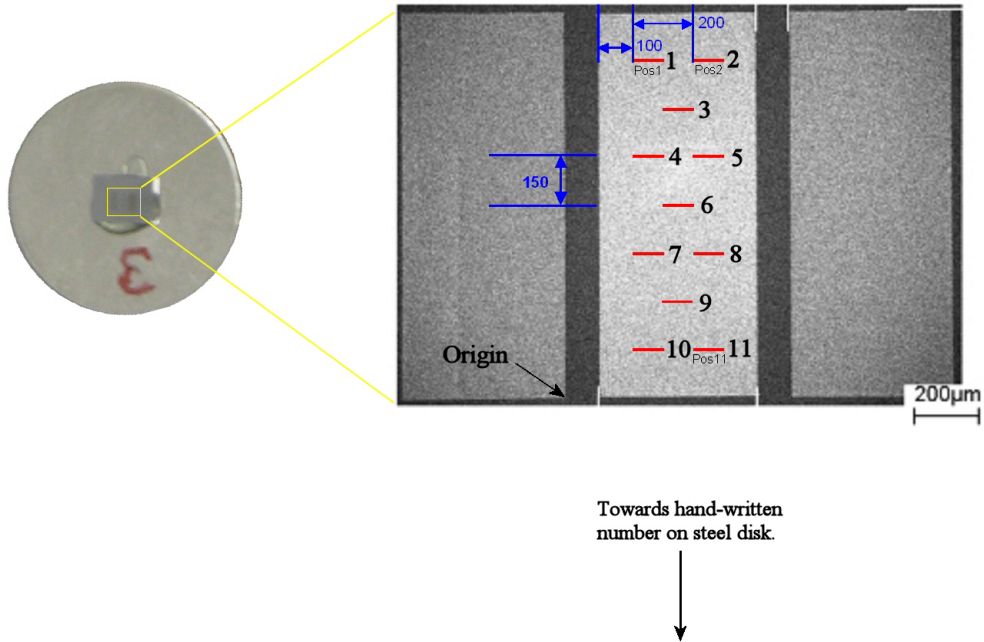 200
100
1
2
Pos1
Pos2
3
4
5
150
6
7
8
3
9
10
11
Pos11
Origin
200μm
Towards hand-written
number on steel disk.